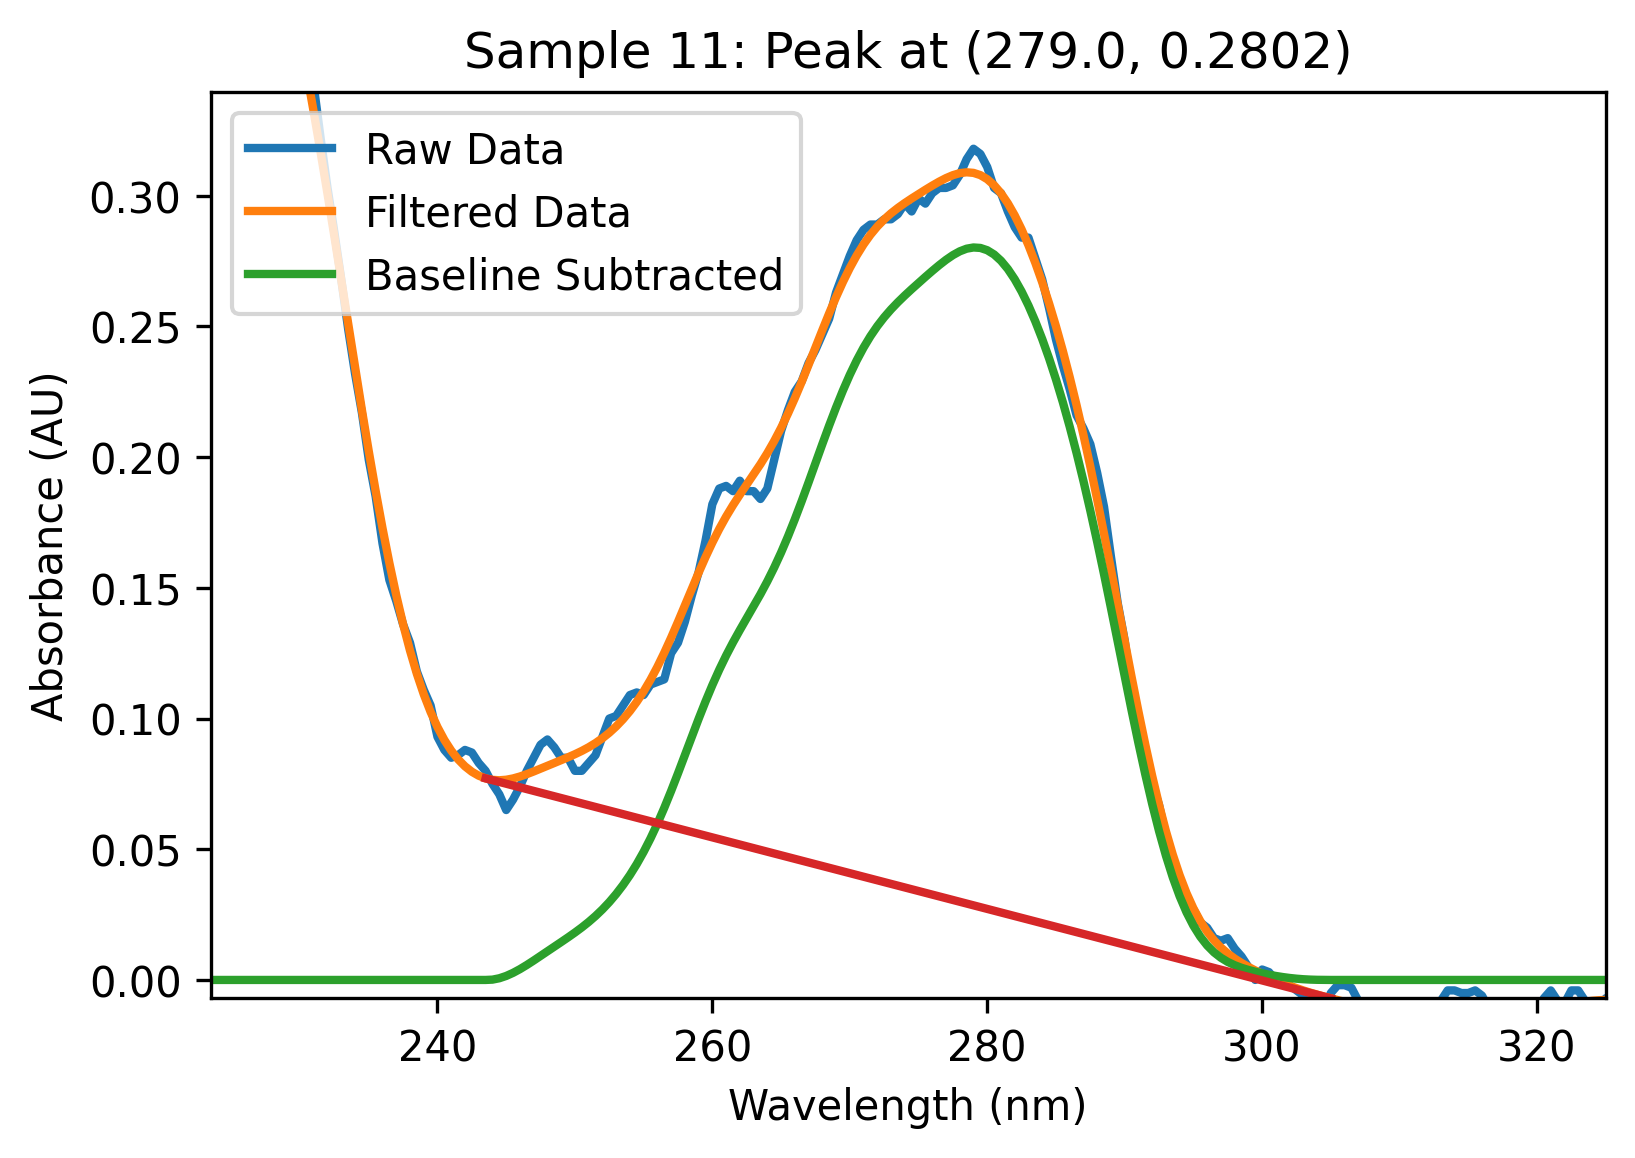 Sample 11: Peak at (279.0, 0.2802)
Raw Data
Filtered Data
Baseline Subtracted
Absorbance (AU)
0.30
0.25
0.20
0.15
0.10
0.05
0.00
240 260 280 300 320
Wavelength (nm)